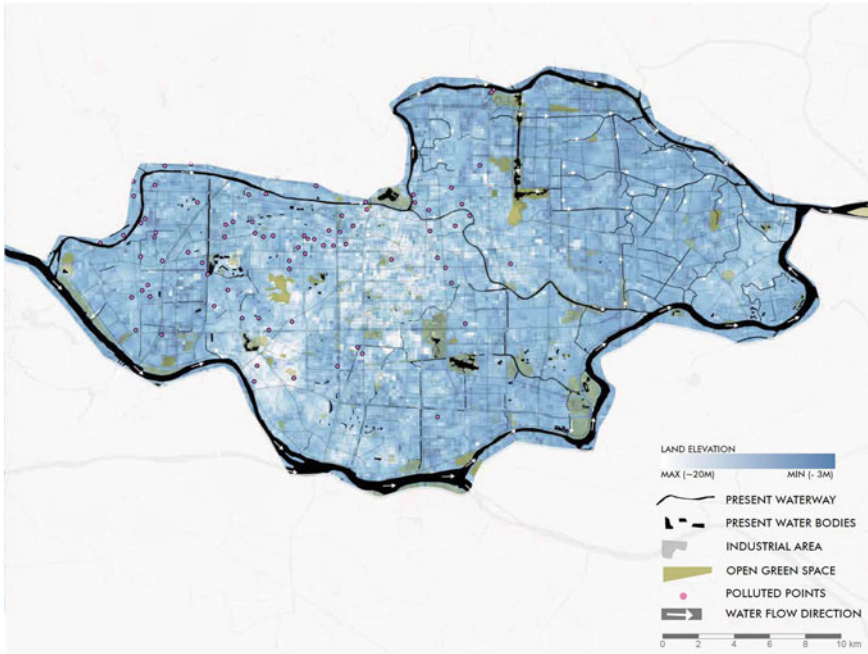 LAND ELEVATION
MAX (~20M) MIN (- 3M)
PRESENT WATERWAY
PRESENT WATER BODIES
INDUSTRIAL AREA
OPEN GREEN SPACE
POLLUTED POINTS
WATER FLOW DIRECTION
0 2 4 6 8 10 km